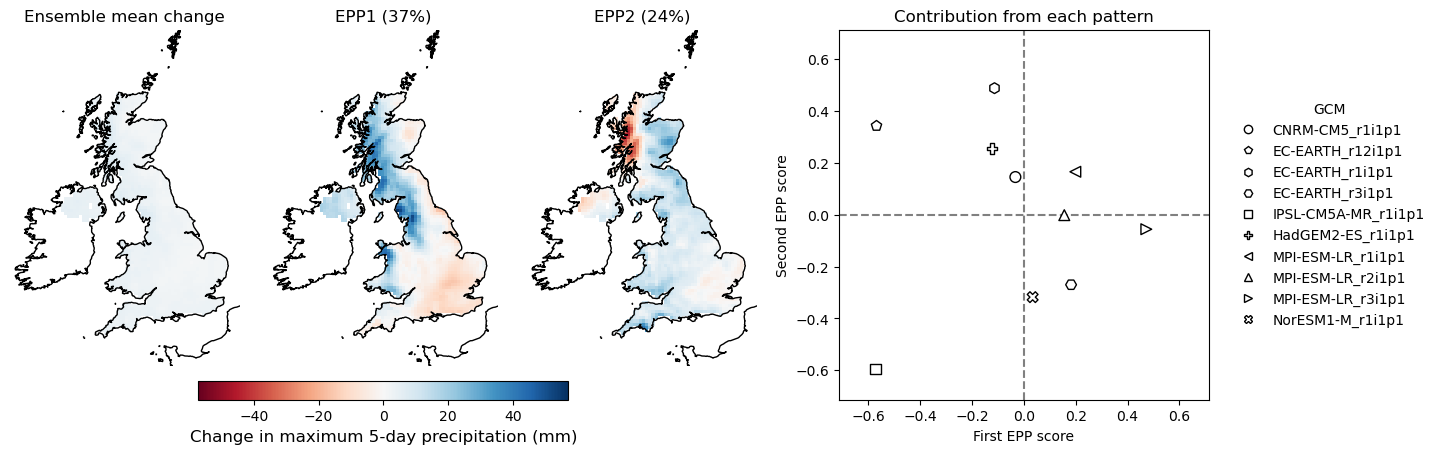 Ensemble mean change
EPP1 (37%)
EPP2 (24%)
−40
−20
0
20
40
Change in maximum 5-day precipitation (mm)
Contribution from each pattern
0.6
0.4
0.2
0.0
−0.2
−0.4
−0.6
Second EPP score
−0.6
−0.4
−0.2
0.0
0.2
0.4
0.6
First EPP score
GCM
CNRM-CM5_r1i1p1
EC-EARTH_r12i1p1
EC-EARTH_r1i1p1
EC-EARTH_r3i1p1
IPSL-CM5A-MR_r1i1p1
HadGEM2-ES_r1i1p1
MPI-ESM-LR_r1i1p1
MPI-ESM-LR_r2i1p1
MPI-ESM-LR_r3i1p1
NorESM1-M_r1i1p1